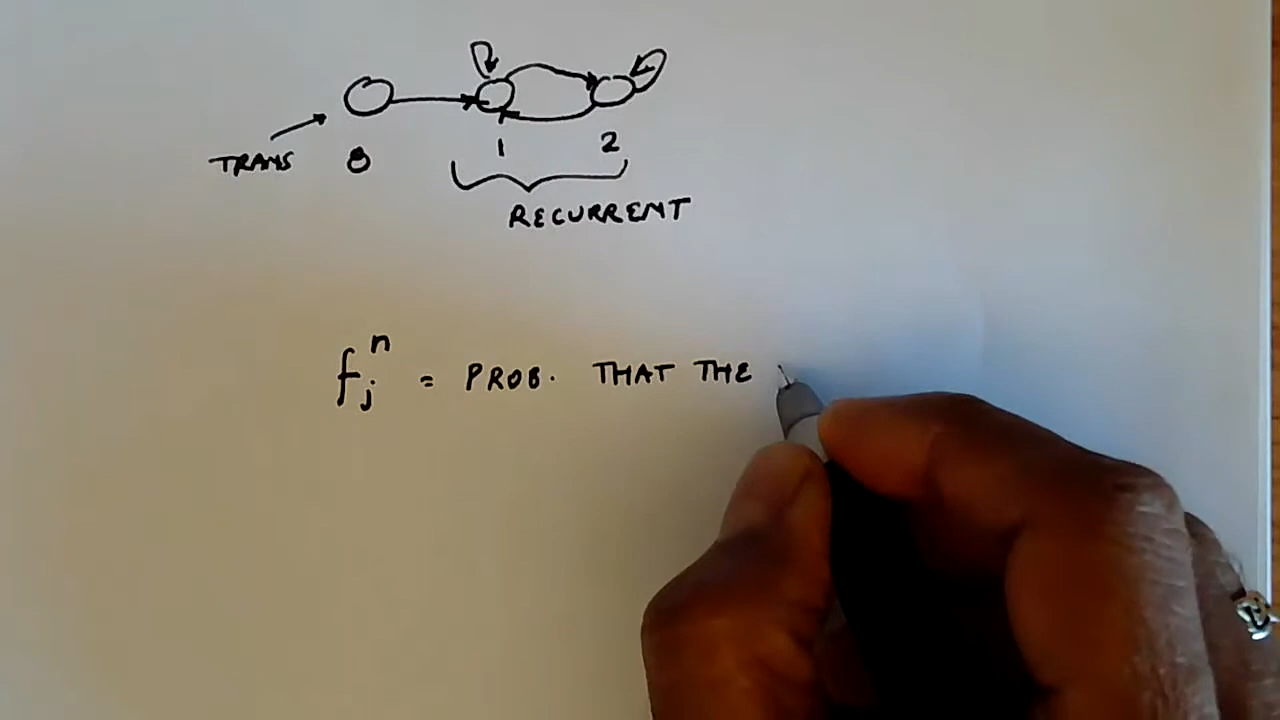 TRANS 0 1 2
RECURRENT
f_j^n = PROB. THAT THE